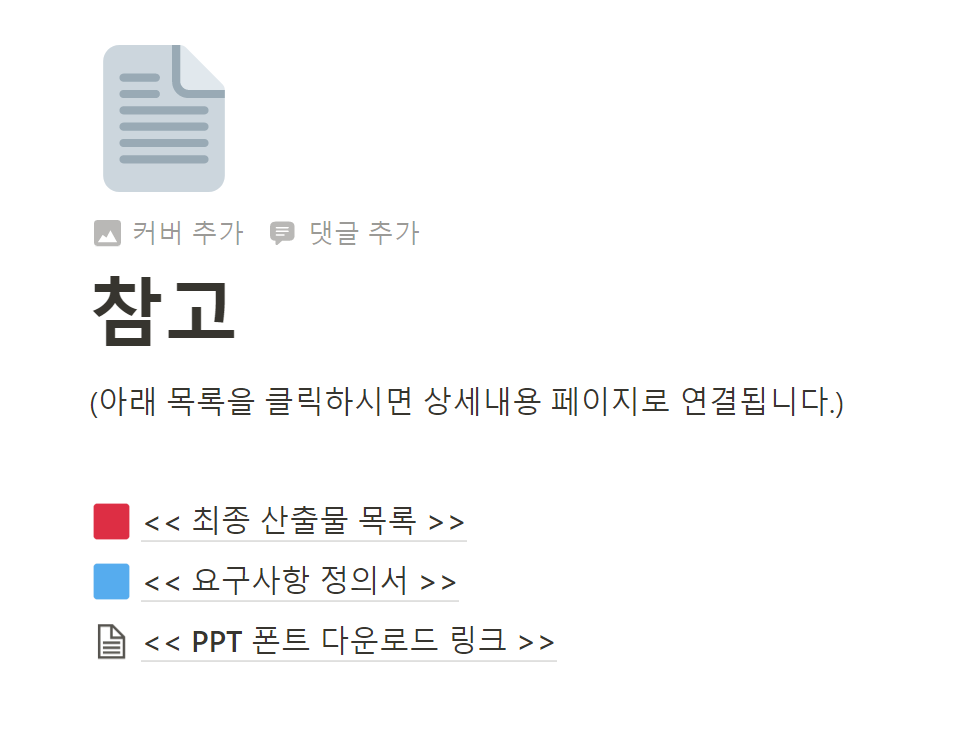 커버 추가 댓글 추가
참고
(아래 목록을 클릭하시면 상세내용 페이지로 연결됩니다.)
<< 최종 산출물 목록 >>
<< 요구사항 정의서 >>
<< PPT 폰트 다운로드 링크 >>